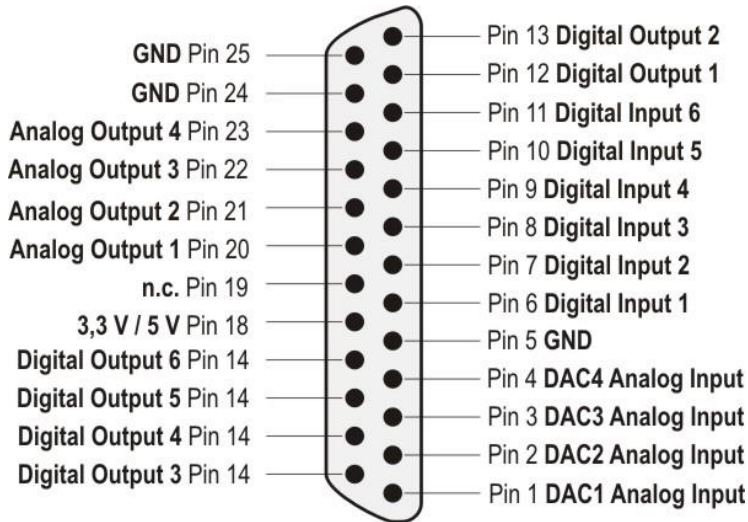 GND Pin 25
GND Pin 24
Analog Output 4 Pin 23
Analog Output 3 Pin 22
Analog Output 2 Pin 21
Analog Output 1 Pin 20
n.c. Pin 19
3,3 V / 5 V Pin 18
Digital Output 6 Pin 14
Digital Output 5 Pin 14
Digital Output 4 Pin 14
Digital Output 3 Pin 14
Pin 13 Digital Output 2
Pin 12 Digital Output 1
Pin 11 Digital Input 6
Pin 10 Digital Input 5
Pin 9 Digital Input 4
Pin 8 Digital Input 3
Pin 7 Digital Input 2
Pin 6 Digital Input 1
Pin 5 GND
Pin 4 DAC4 Analog Input
Pin 3 DAC3 Analog Input
Pin 2 DAC2 Analog Input
Pin 1 DAC1 Analog Input